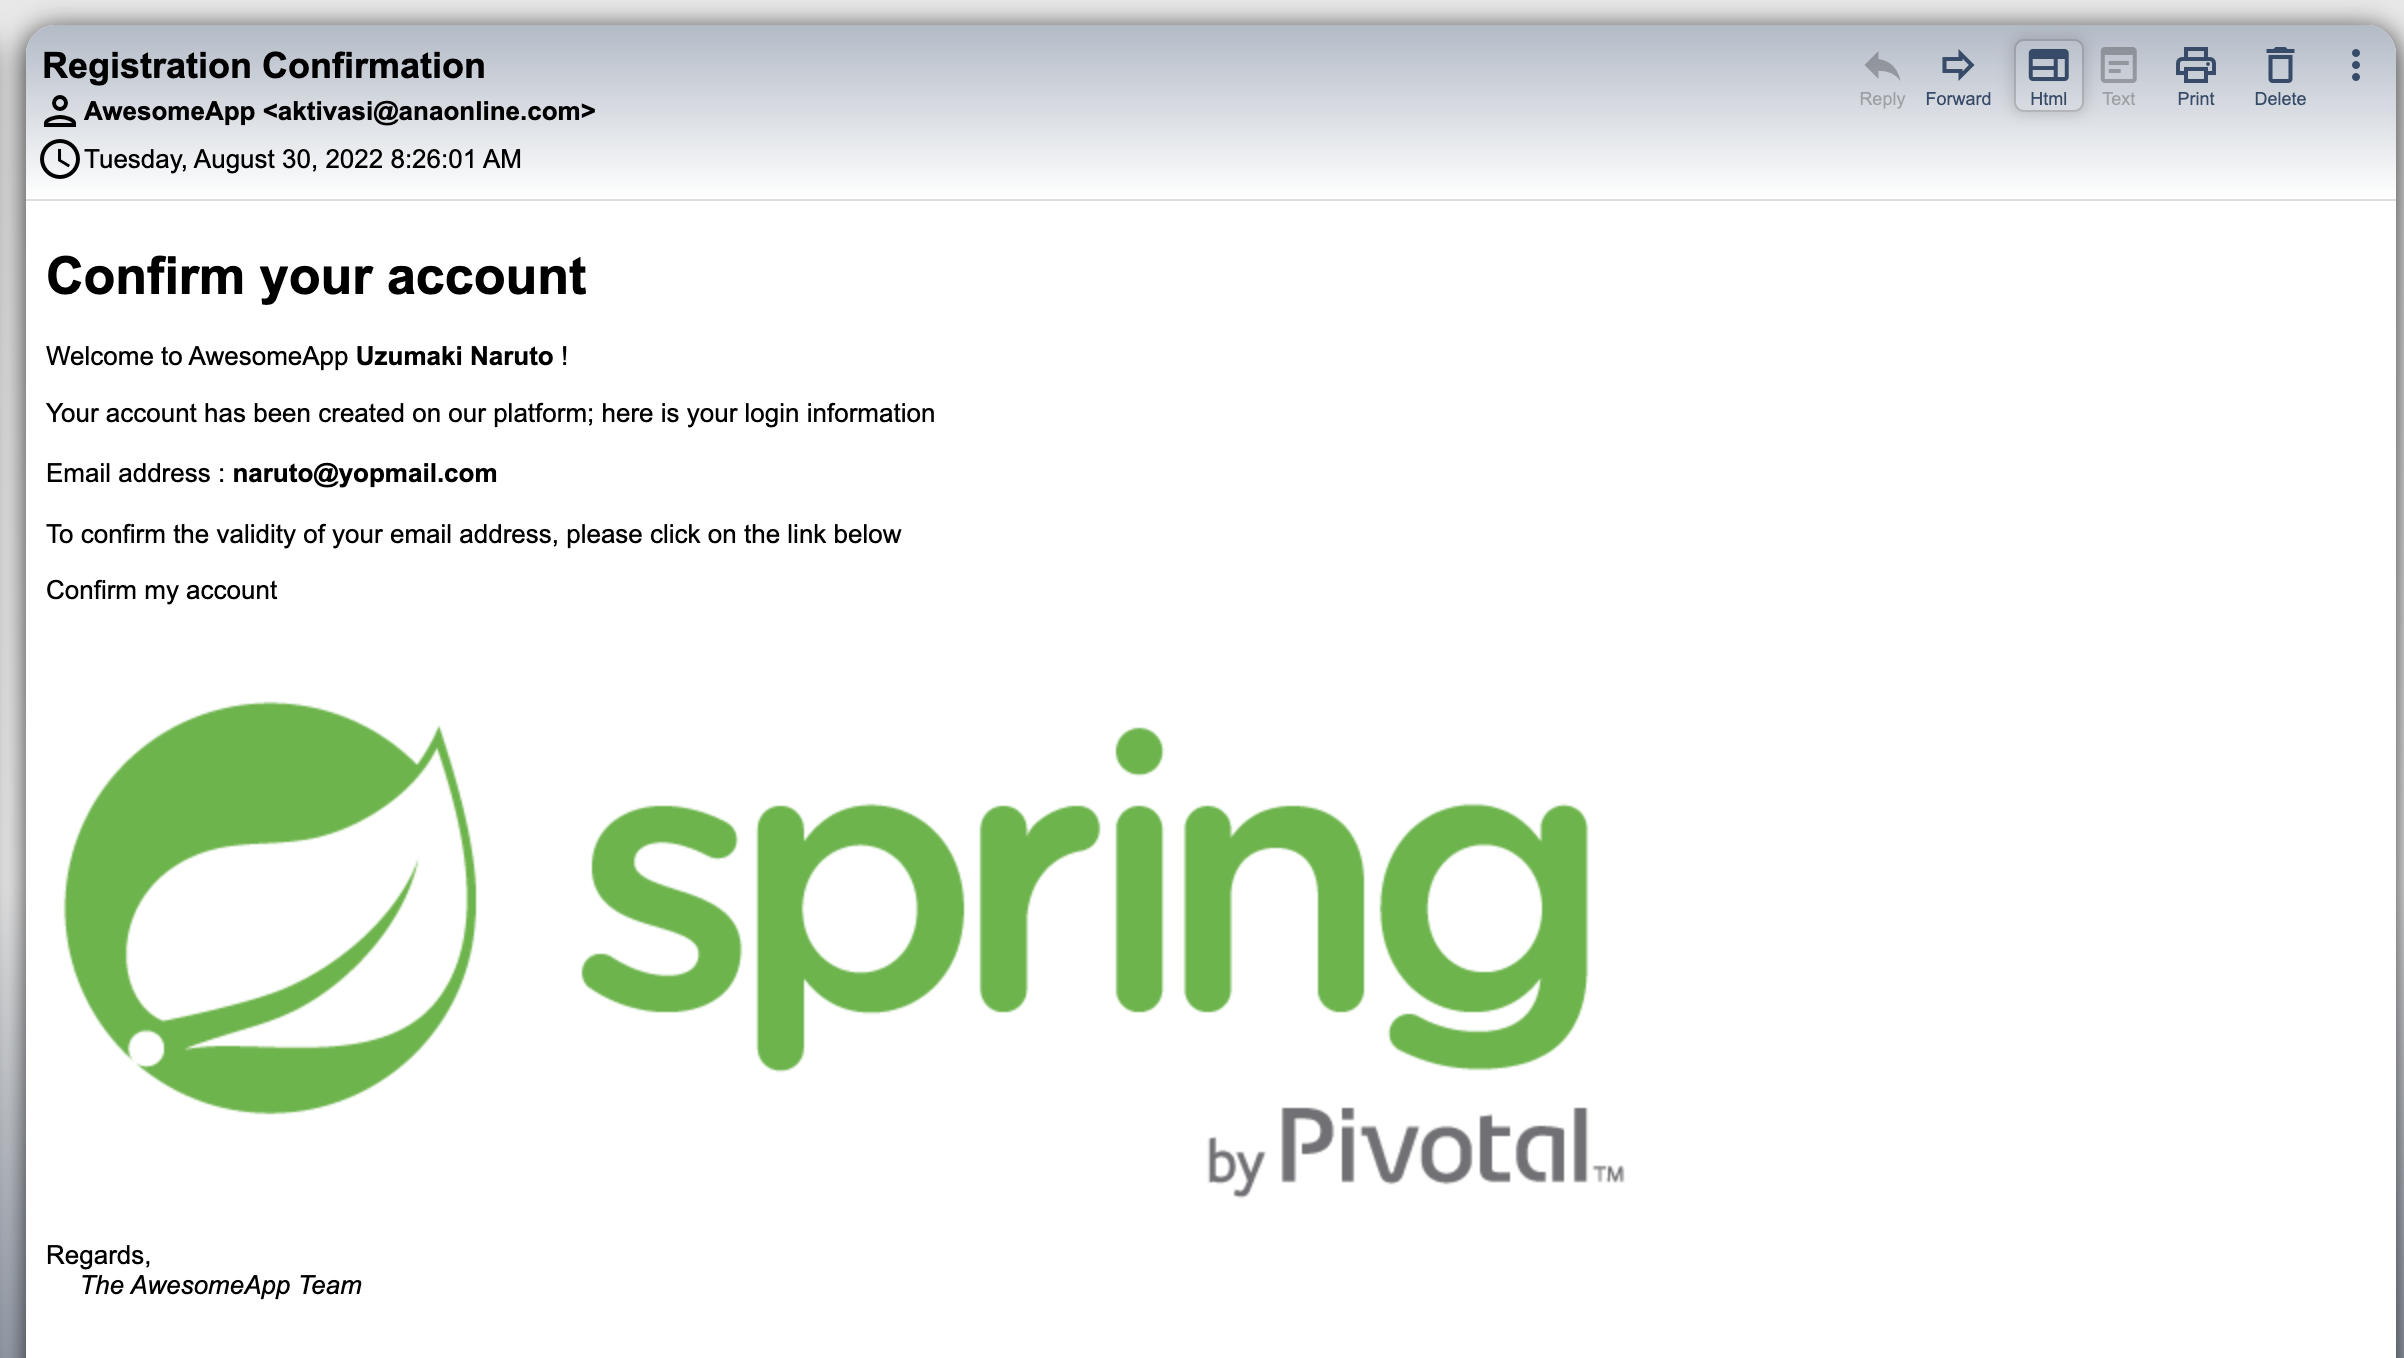 Registration Confirmation
AwesomeApp <aktivasi@anaonline.com>
Tuesday, August 30, 2022 8:26:01 AM
Reply
Forward
Html
Text
Print
Delete
Confirm your account
Welcome to AwesomeApp Uzumaki Naruto !
Your account has been created on our platform; here is your login information
Email address : naruto@yopmail.com
To confirm the validity of your email address, please click on the link below
Confirm my account
spring
by Pivotal™
Regards,
The AwesomeApp Team